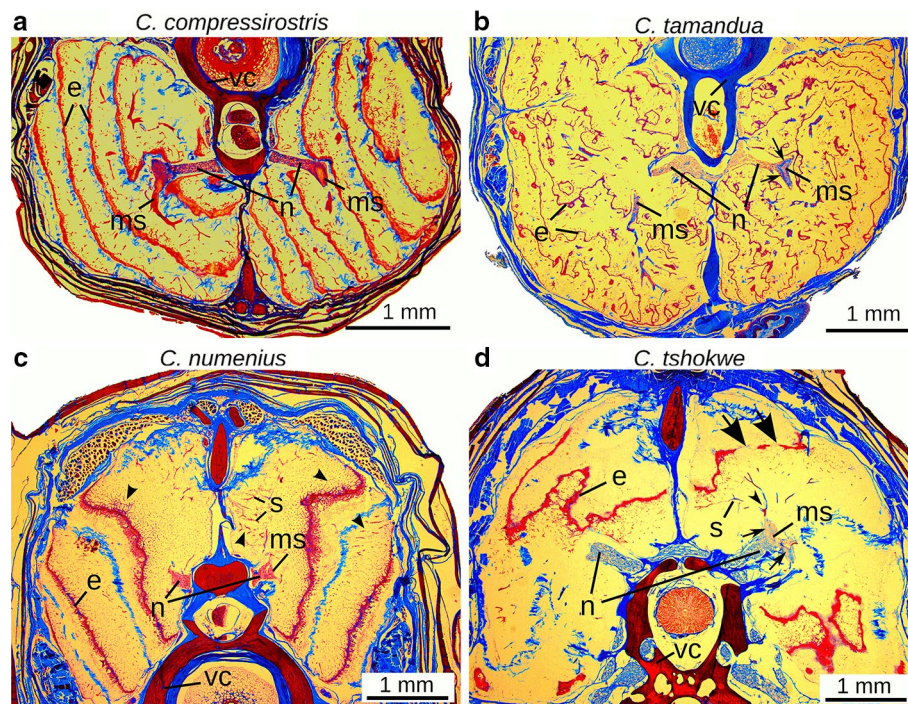 a C. compressirostris
vc
e
ms
n
ms
1 mm
b C. tamandua
vc
ms
n
e
ms
1 mm
c C. numenius
s
ms
e
n
vc
1 mm
d C. tshokwe
e
s
ms
n
vc
1 mm